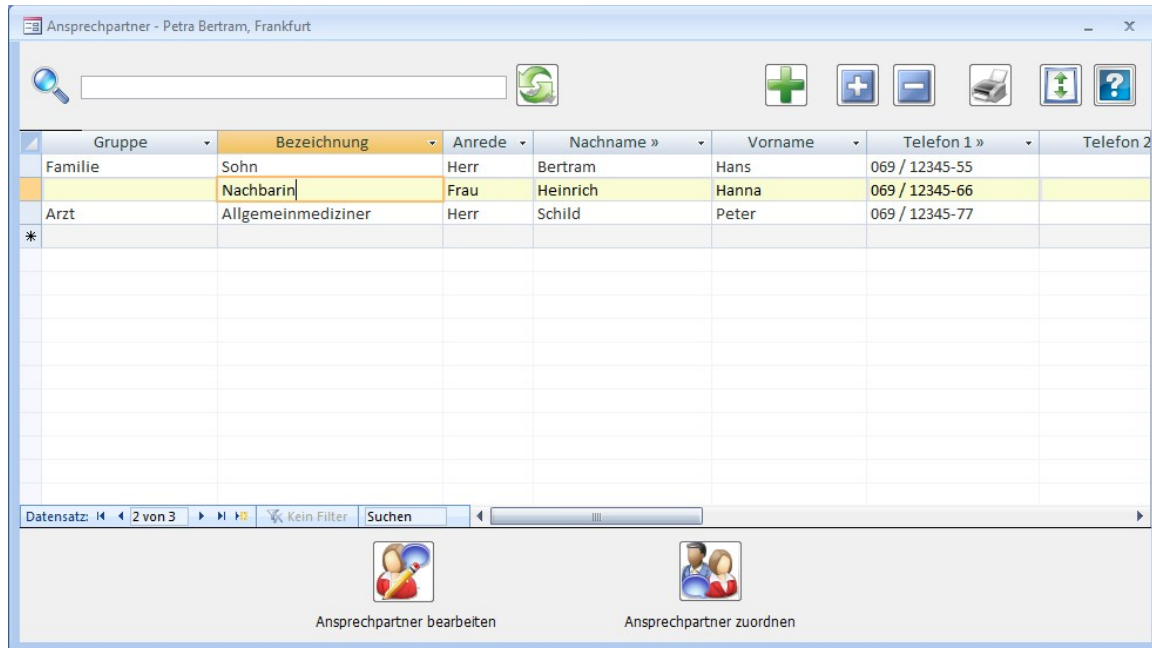 Ansprechpartner - Petra Bertram, Frankfurt
Gruppe Bezeichnung Anrede Nachname » Vorname Telefon 1 » Telefon 2
Familie Sohn Herr Bertram Hans 069 / 12345-55
Nachbarin Frau Heinrich Hanna 069 / 12345-66
Arzt Allgemeinmediziner Herr Schild Peter 069 / 12345-77
Datensatz: 2 von 3 Kein Filter Suchen
Ansprechpartner bearbeiten Ansprechpartner zuordnen